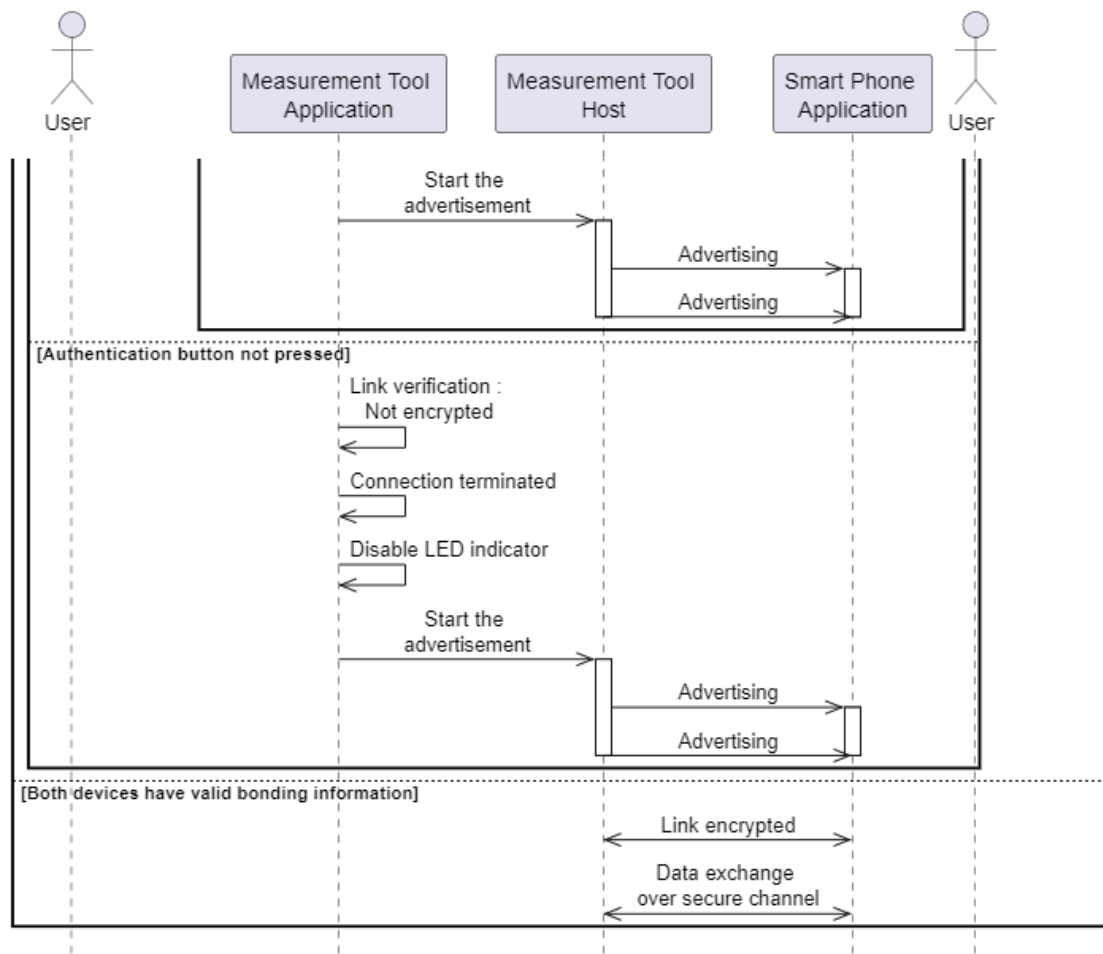 User
Measurement Tool
Application
Measurement Tool
Host
Smart Phone
Application
User
Start the
advertisement
Advertising
Advertising
[Authentication button not pressed]
Link verification :
Not encrypted
Connection terminated
Disable LED indicator
Start the
advertisement
Advertising
Advertising
[Both devices have valid bonding information]
Link encrypted
Data exchange
over secure channel